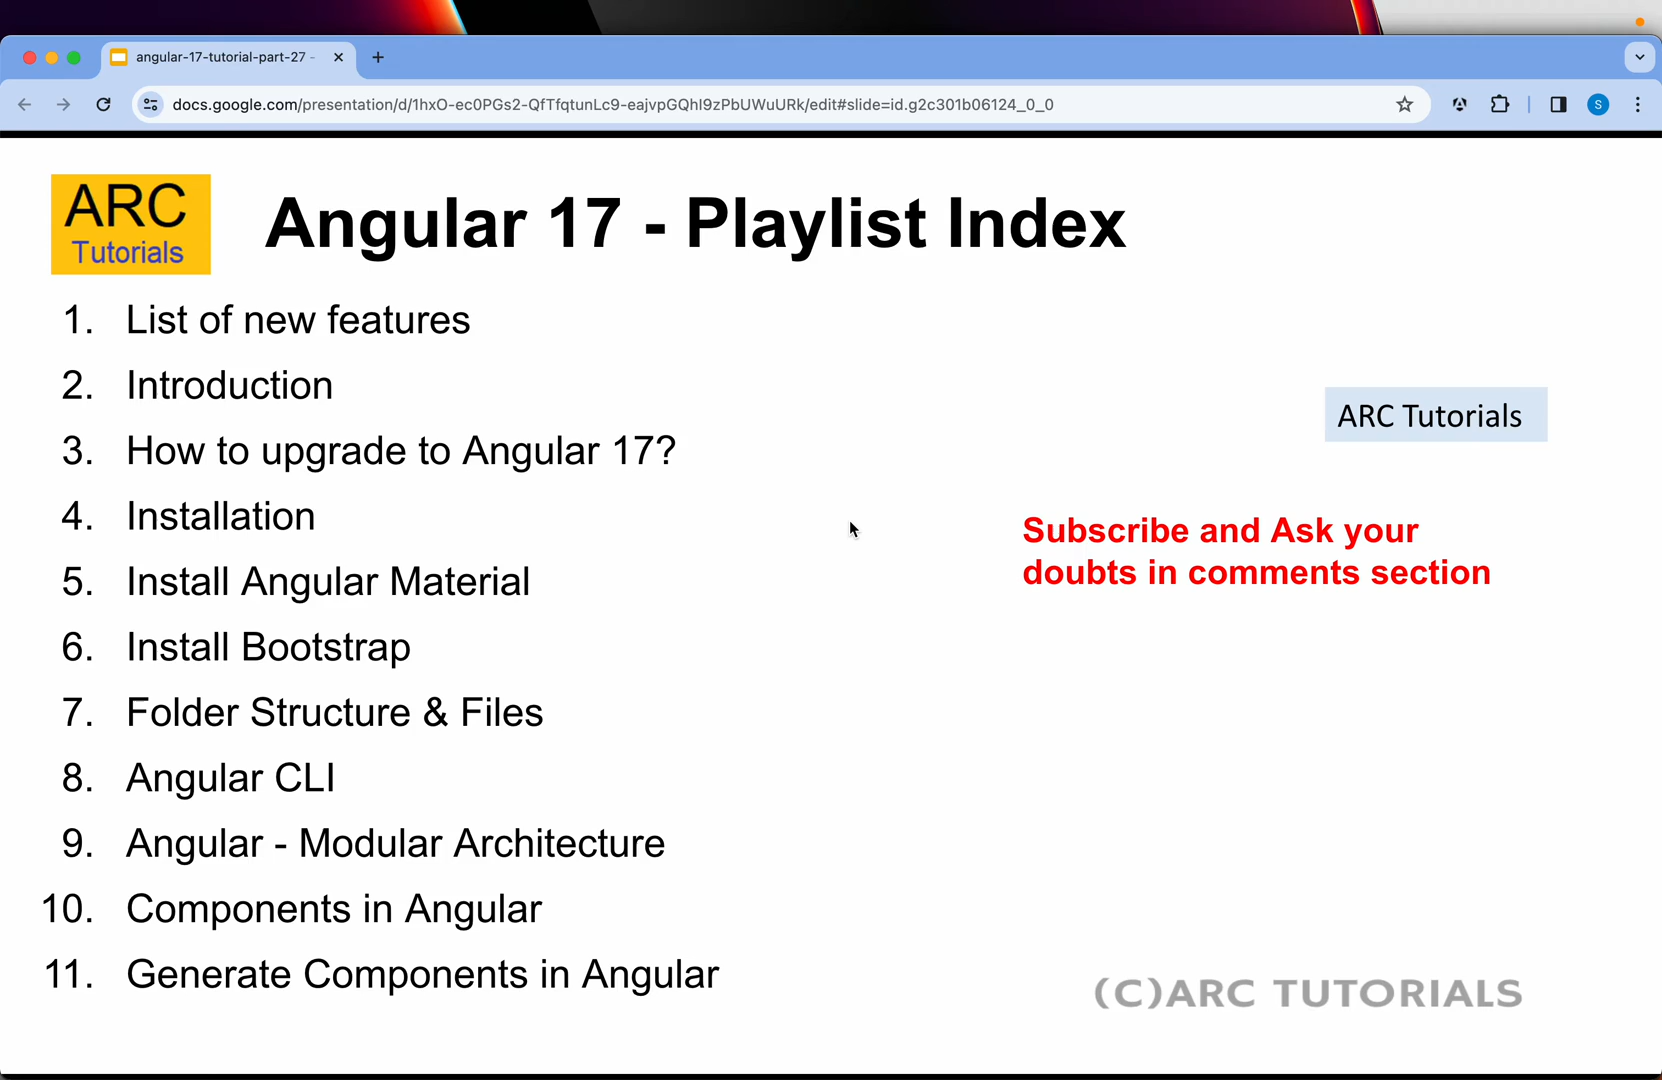 angular-17-tutorial-part-27 -
docs.google.com/presentation/d/1hxO-ec0PGs2-QfTfqtunLc9-eajvpGQhI9zPbUWuURk/edit#slide=id.g2c301b06124_0_0
S
ARC
Tutorials
Angular 17 - Playlist Index
1. List of new features
2. Introduction
3. How to upgrade to Angular 17?
4. Installation
5. Install Angular Material
6. Install Bootstrap
7. Folder Structure & Files
8. Angular CLI
9. Angular - Modular Architecture
10. Components in Angular
11. Generate Components in Angular
ARC Tutorials
Subscribe and Ask your
doubts in comments section
(C)ARC TUTORIALS